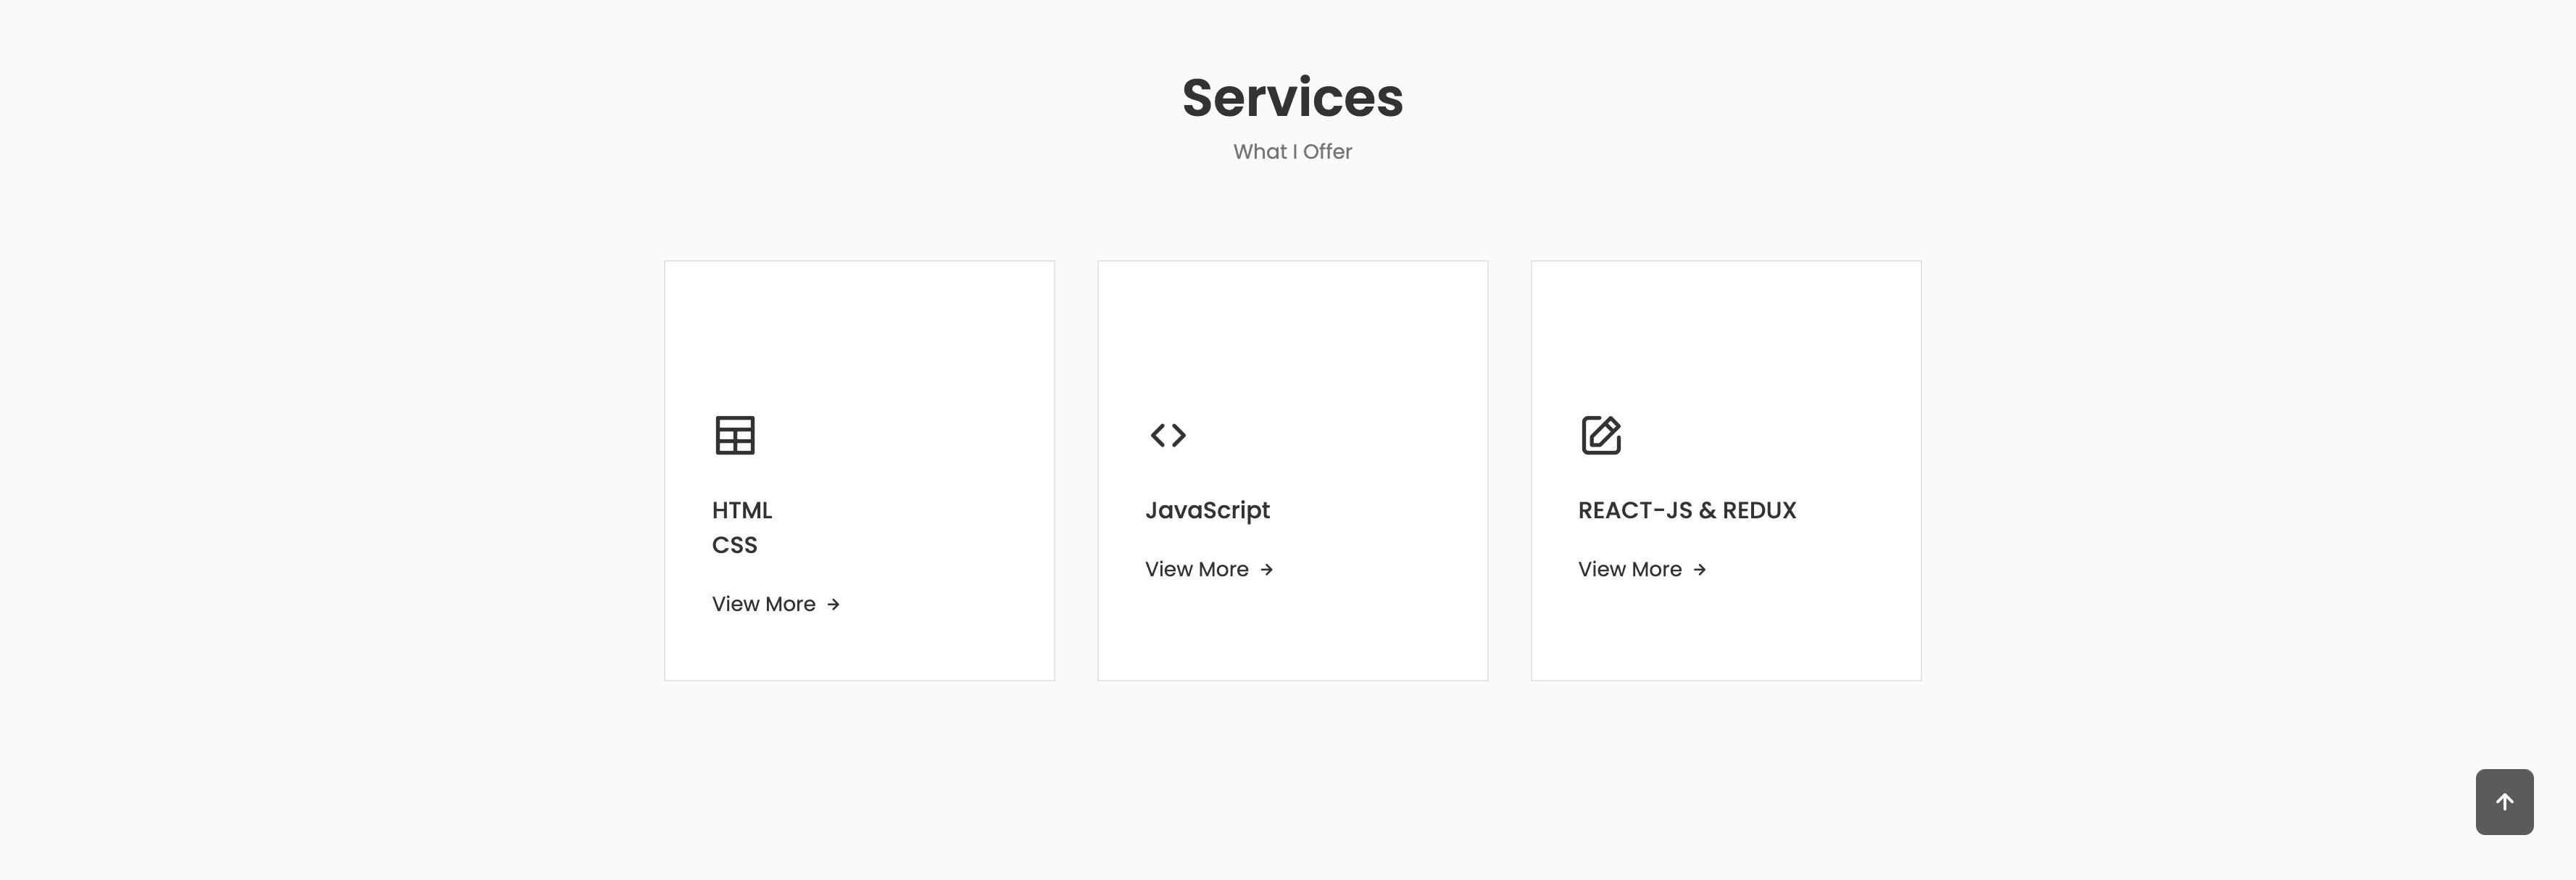 Services
What I Offer
HTML
CSS
View More
JavaScript
View More
REACT-JS & REDUX
View More